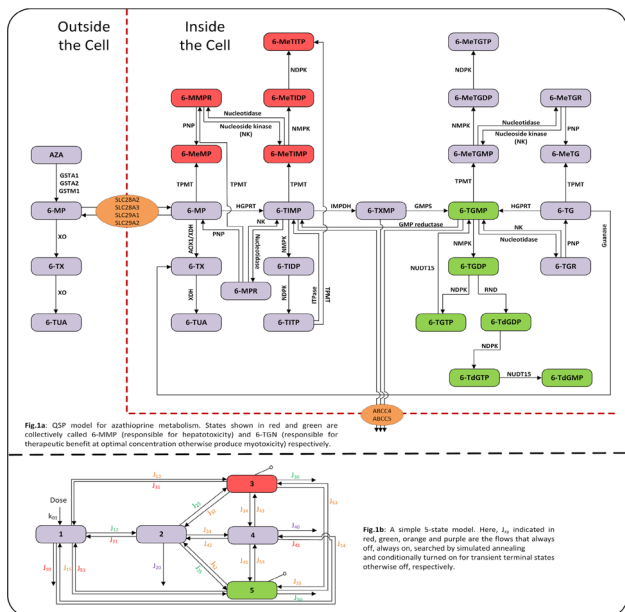 Outside
the Cell
Inside
the Cell
6-MeTITP
NDPK
6-MMPR
6-MeTIDP
Nucleotidase
Nucleoside kinase
(NK)
PNP
NMPK
6-MeMP
6-MeTIMP
TPMT
TPMT
TPMT
6-MeTGTP
NDPK
6-MeTGDP
6-MeTGR
Nucleotidase
Nucleoside kinase
(NK)
NMPK
PNP
6-MeTGMP
6-MeTG
TPMT
TPMT
AZA
GSTA1
GSTA2
GSTM1
SLC28A2
SLC28A3
SLC29A1
SLC29A2
6-MP
6-MP
HGPRT
6-TIMP
IMPDH
6-TXMP
GMPS
6-TGMP
HGPRT
6-TG
NK
PNP
GMP reductase
NK
Nucleotidase
PNP
Guanase
XO
AOX1/XDH
Nucleotidase
NMPK
NUDT15
NMPK
6-TX
6-TX
6-MPR
6-TIDP
6-TGDP
6-TGR
XO
XDH
NDPK
ITPase
TPMT
NDPK
RND
6-TUA
6-TUA
6-TITP
6-TGTP
6-TdGDP
NDPK
6-TdGTP
NUDT15
6-TdGMP
ABCC4
ABCC5
Fig.1a: QSP model for azathioprine metabolism. States shown in red and green are
collectively called 6-MMP (responsible for hepatotoxicity) and 6-TGN (responsible for
therapeutic benefit at optimal concentration otherwise produce myotoxicity) respectively.
Dose
1
2
3
4
5
Fig.1b: A simple 5-state model. Here, Jxy indicated in
red, green, orange and purple are the flows that always
off, always on, searched by simulated annealing
and conditionally turned on for transient terminal states
otherwise off, respectively.